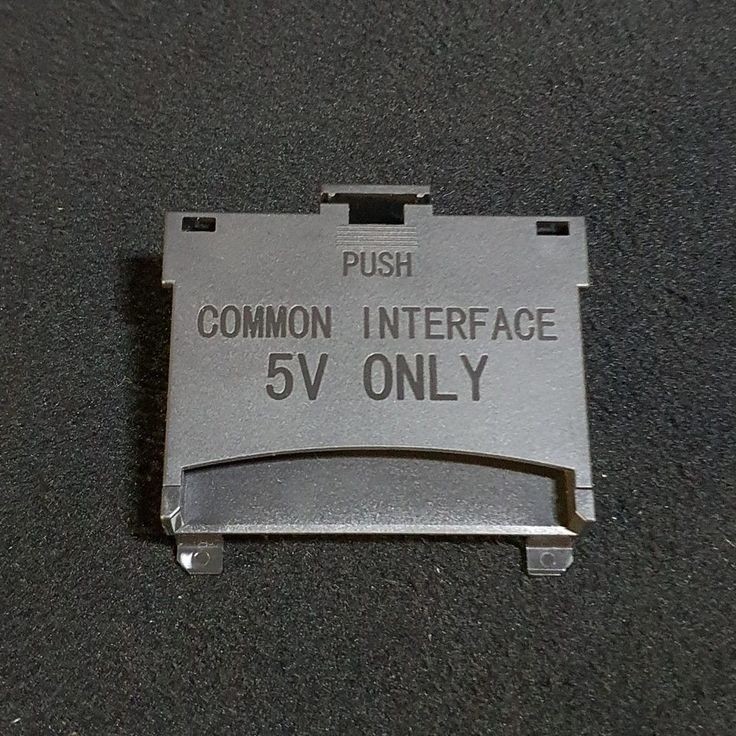 PUSH
COMMON INTERFACE
5V ONLY